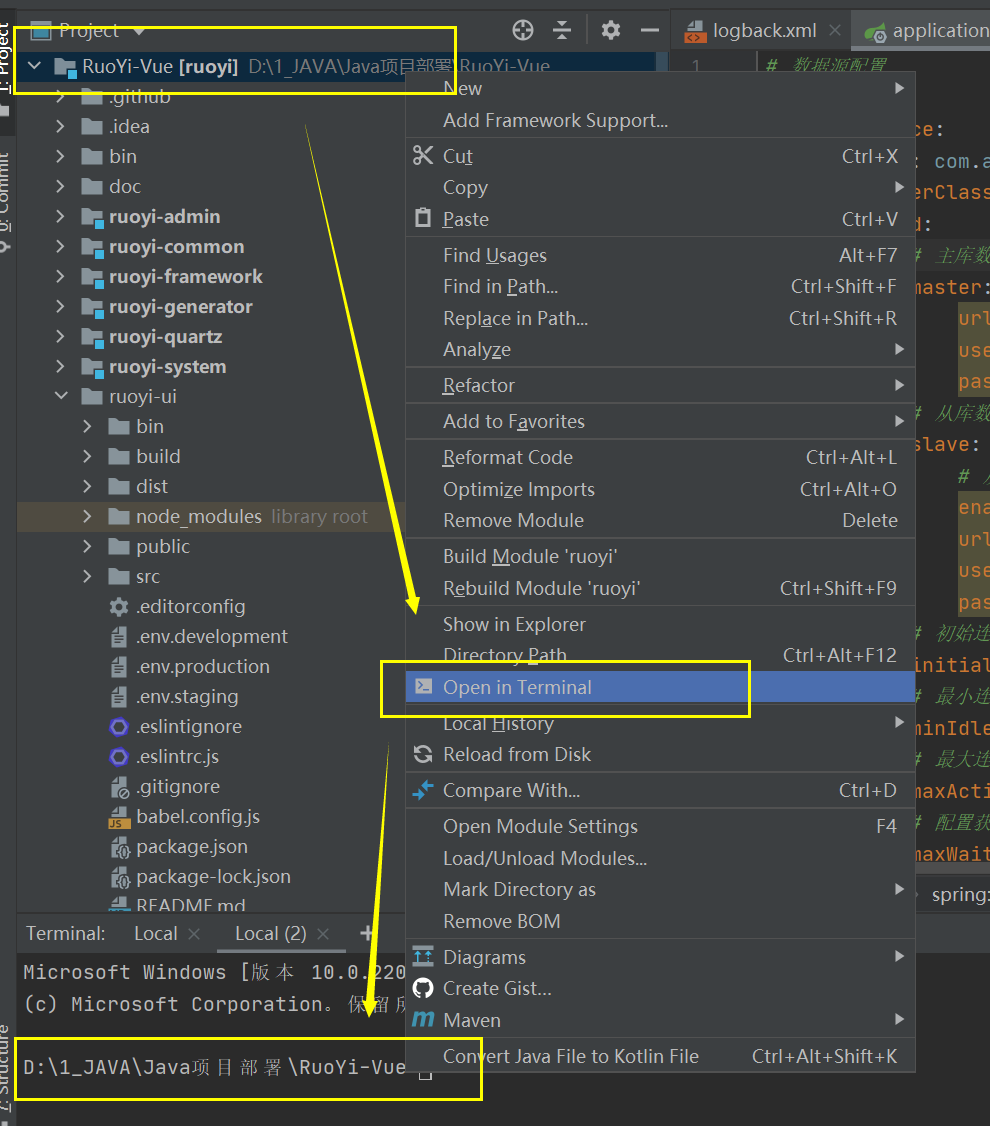 Project
logback.xml
application
1: Project
RuoYi-Vue [ruoyi] D:\1_JAVA\Java项目部署\RuoYi-Vue
1
# 数据源配置
.github
.idea
bin
doc
ruoyi-admin
ruoyi-common
ruoyi-framework
ruoyi-generator
ruoyi-quartz
ruoyi-system
ruoyi-ui
bin
build
dist
node_modules library root
public
src
.editorconfig
.env.development
.env.production
.env.staging
.eslintignore
.eslintrc.js
.gitignore
babel.config.js
package.json
package-lock.json
README.md
0: Commit
7: Structure
New
Add Framework Support...
Cut Ctrl+X
Copy
Paste Ctrl+V
Find Usages Alt+F7
Find in Path... Ctrl+Shift+F
Replace in Path... Ctrl+Shift+R
Analyze
Refactor
Add to Favorites
Reformat Code Ctrl+Alt+L
Optimize Imports Ctrl+Alt+O
Remove Module Delete
Build Module 'ruoyi'
Rebuild Module 'ruoyi' Ctrl+Shift+F9
Show in Explorer
Directory Path Ctrl+Alt+F12
Open in Terminal
Local History
Reload from Disk
Compare With... Ctrl+D
Open Module Settings F4
Load/Unload Modules...
Mark Directory as
Remove BOM
Diagrams
Create Gist...
Maven
Convert Java File to Kotlin File Ctrl+Alt+Shift+K
ce:
: com.a
erClass
d:
# 主库数
master:
url
use
pas
# 从库数
slave:
#
ena
url
use
pas
# 初始连
initial
# 最小连
minIdle
# 最大连
maxActi
# 配置获
maxWait
spring:
Terminal: Local Local (2) +
Microsoft Windows [版本 10.0.220
(c) Microsoft Corporation。保留所
D:\1_JAVA\Java项目部署\RuoYi-Vue